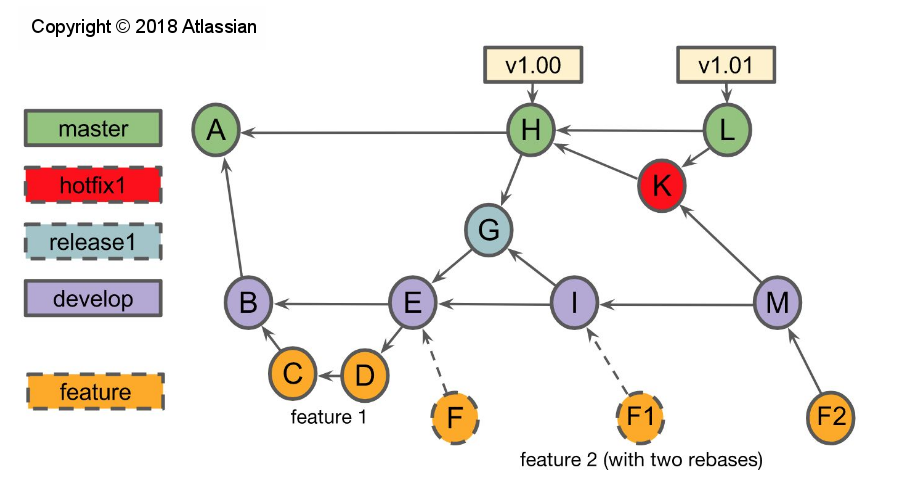 Copyright © 2018 Atlassian
v1.00
v1.01
master
A
H
L
hotfix1
K
release1
G
develop
B
E
I
M
C
D
feature
feature 1
F
F1
F2
feature 2 (with two rebases)